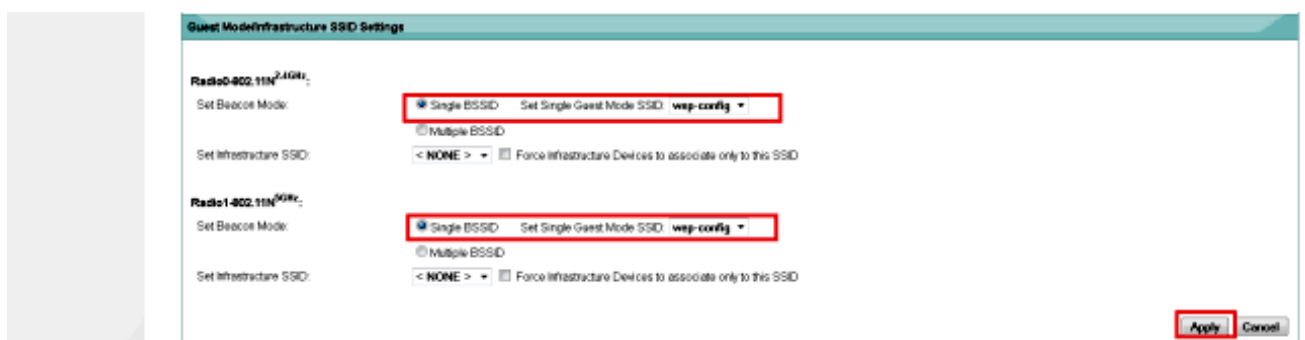 Guest Mode/Infrastructure SSID Settings
Radio0-802.11N2.4GHz:
Set Beacon Mode: Single BSSID Set Single Guest Mode SSID: wep-config
Multiple BSSID
Set Infrastructure SSID: < NONE > Force Infrastructure Devices to associate only to this SSID
Radio1-802.11N5GHz:
Set Beacon Mode: Single BSSID Set Single Guest Mode SSID: wep-config
Multiple BSSID
Set Infrastructure SSID: < NONE > Force Infrastructure Devices to associate only to this SSID
Apply Cancel